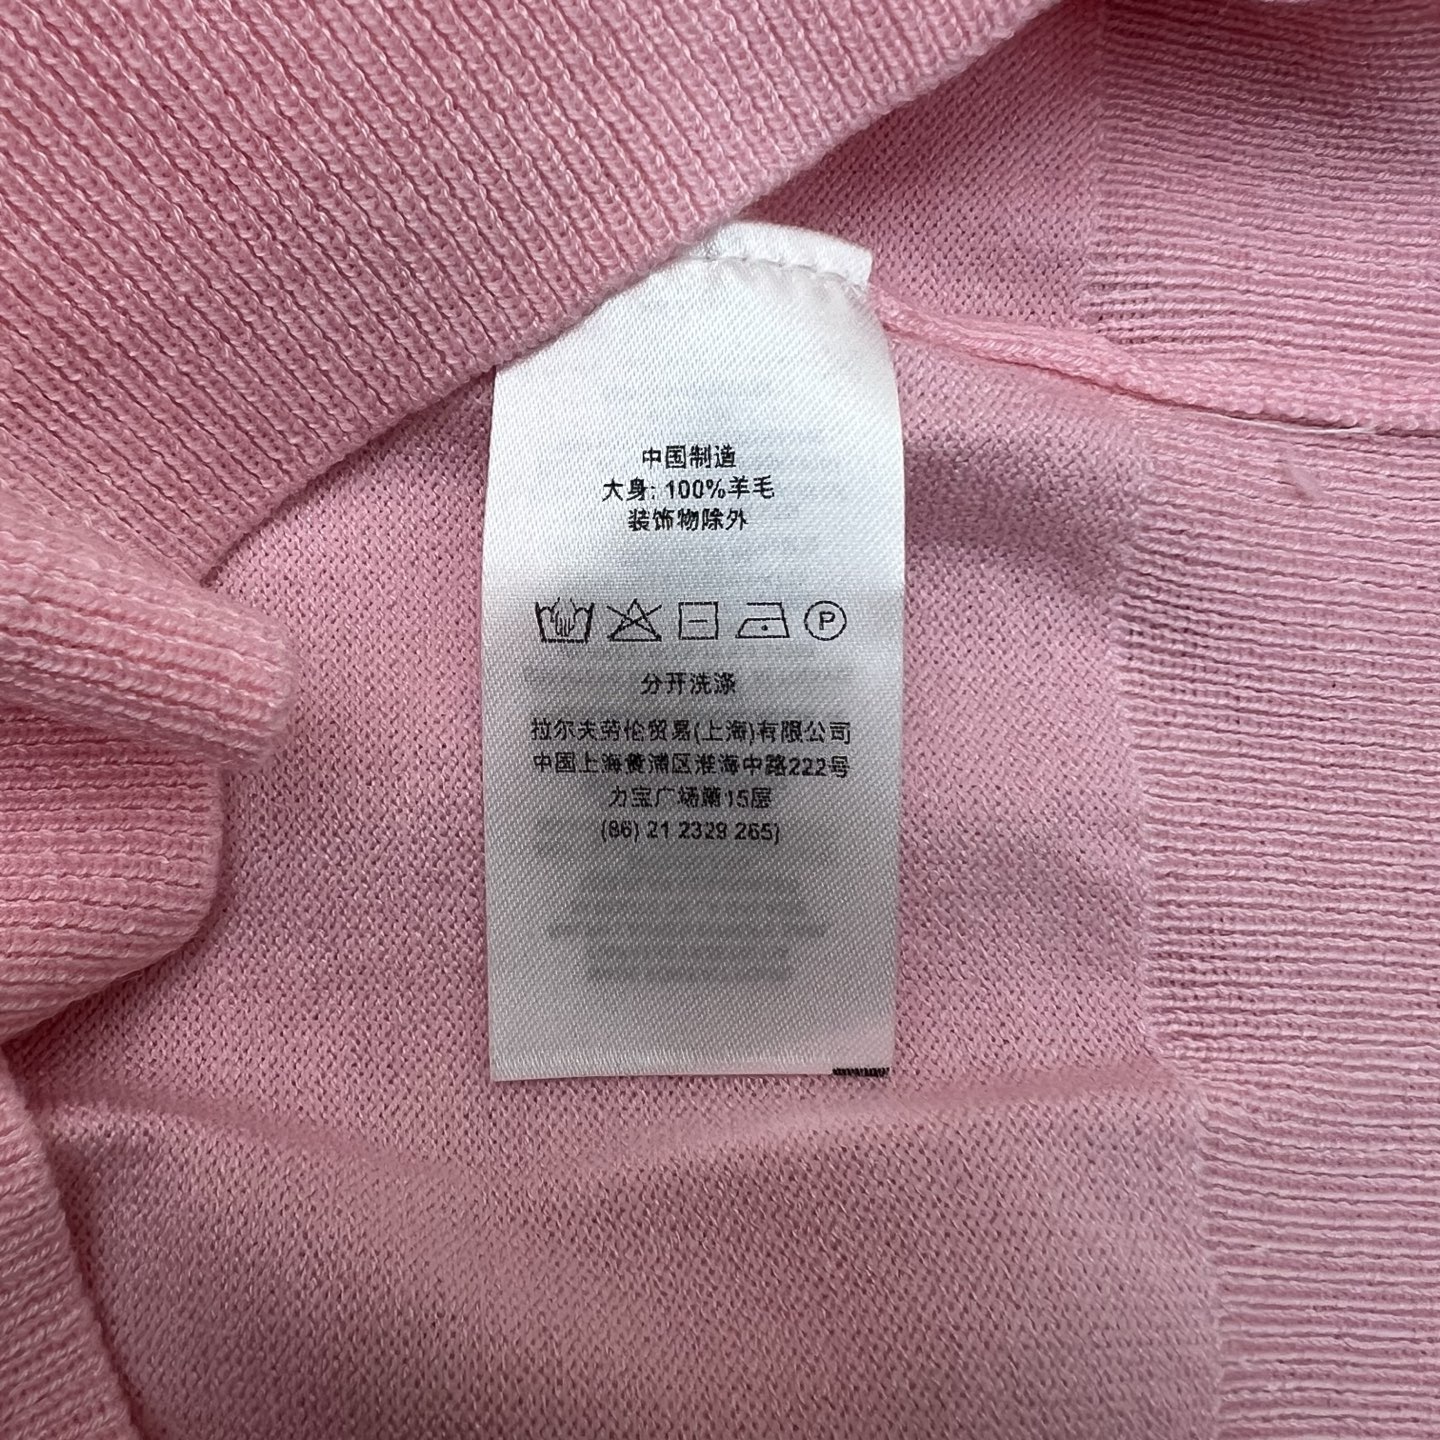 中国制造
大身: 100%羊毛
装饰物除外
P
分开洗涤
拉尔夫劳伦贸易(上海)有限公司
中国上海黄浦区淮海中路222号
力宝广场第15层
(86) 21 2329